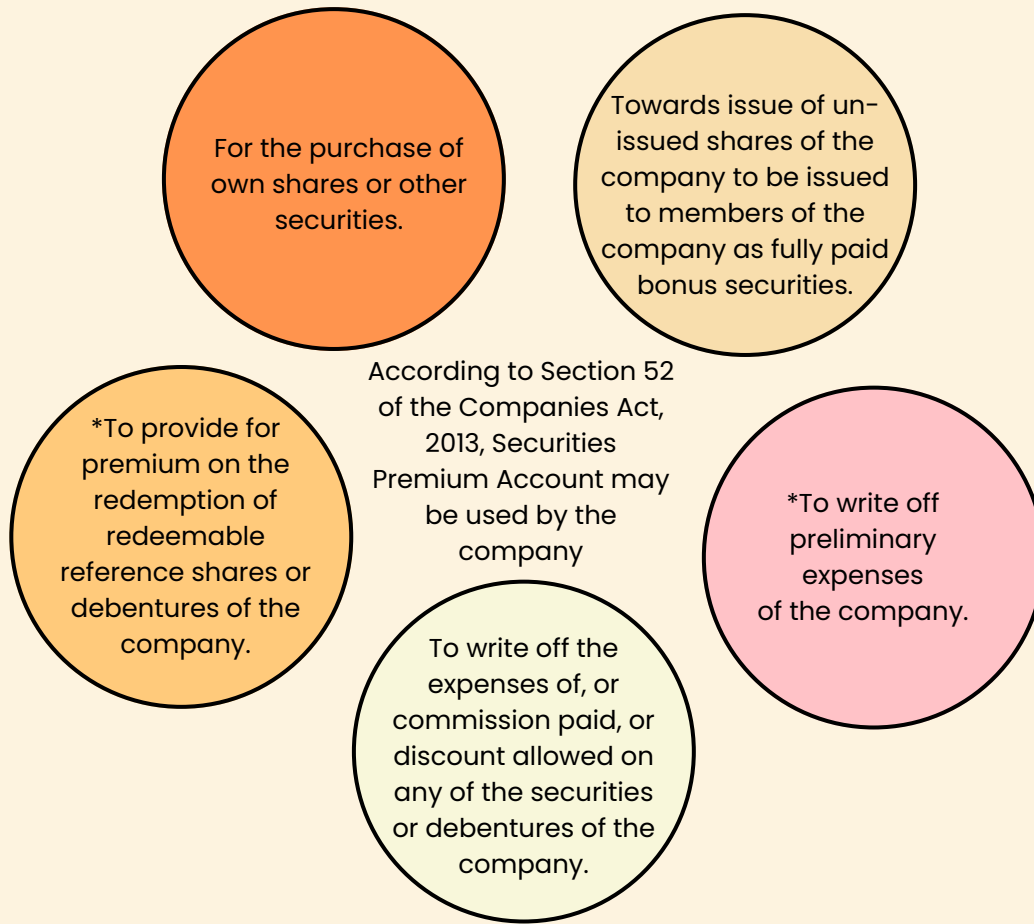 For the purchase of
own shares or other
securities.
Towards issue of un-
issued shares of the
company to be issued
to members of the
company as fully paid
bonus securities.
According to Section 52
of the Companies Act,
2013, Securities
Premium Account may
be used by the
company
*To provide for
premium on the
redemption of
redeemable
reference shares or
debentures of the
company.
*To write off
preliminary
expenses
of the company.
To write off the
expenses of, or
commission paid, or
discount allowed on
any of the securities
or debentures of the
company.